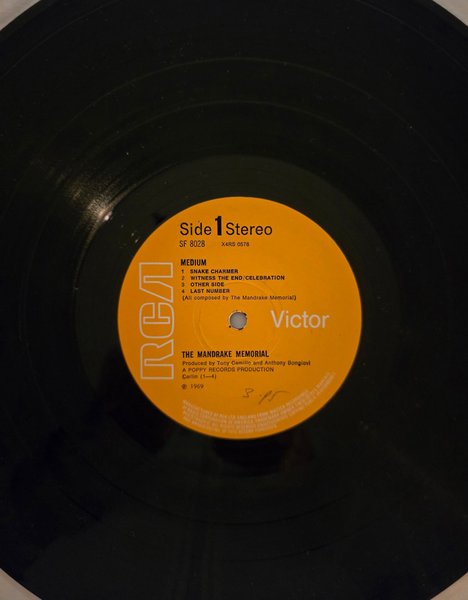 Side 1 Stereo
SF 8028 X4RS 0576
MEDIUM
1 SNAKE CHARMER
2 WITNESS THE END/CELEBRATION
3 OTHER SIDE
4 LAST NUMBER
(All composed by The Mandrake Memorial)
RCA
Victor
THE MANDRAKE MEMORIAL
Produced by Tony Camillo and Anthony Bongiovi
A POPPY RECORDS PRODUCTION
Carlin (1—4)
℗ 1969